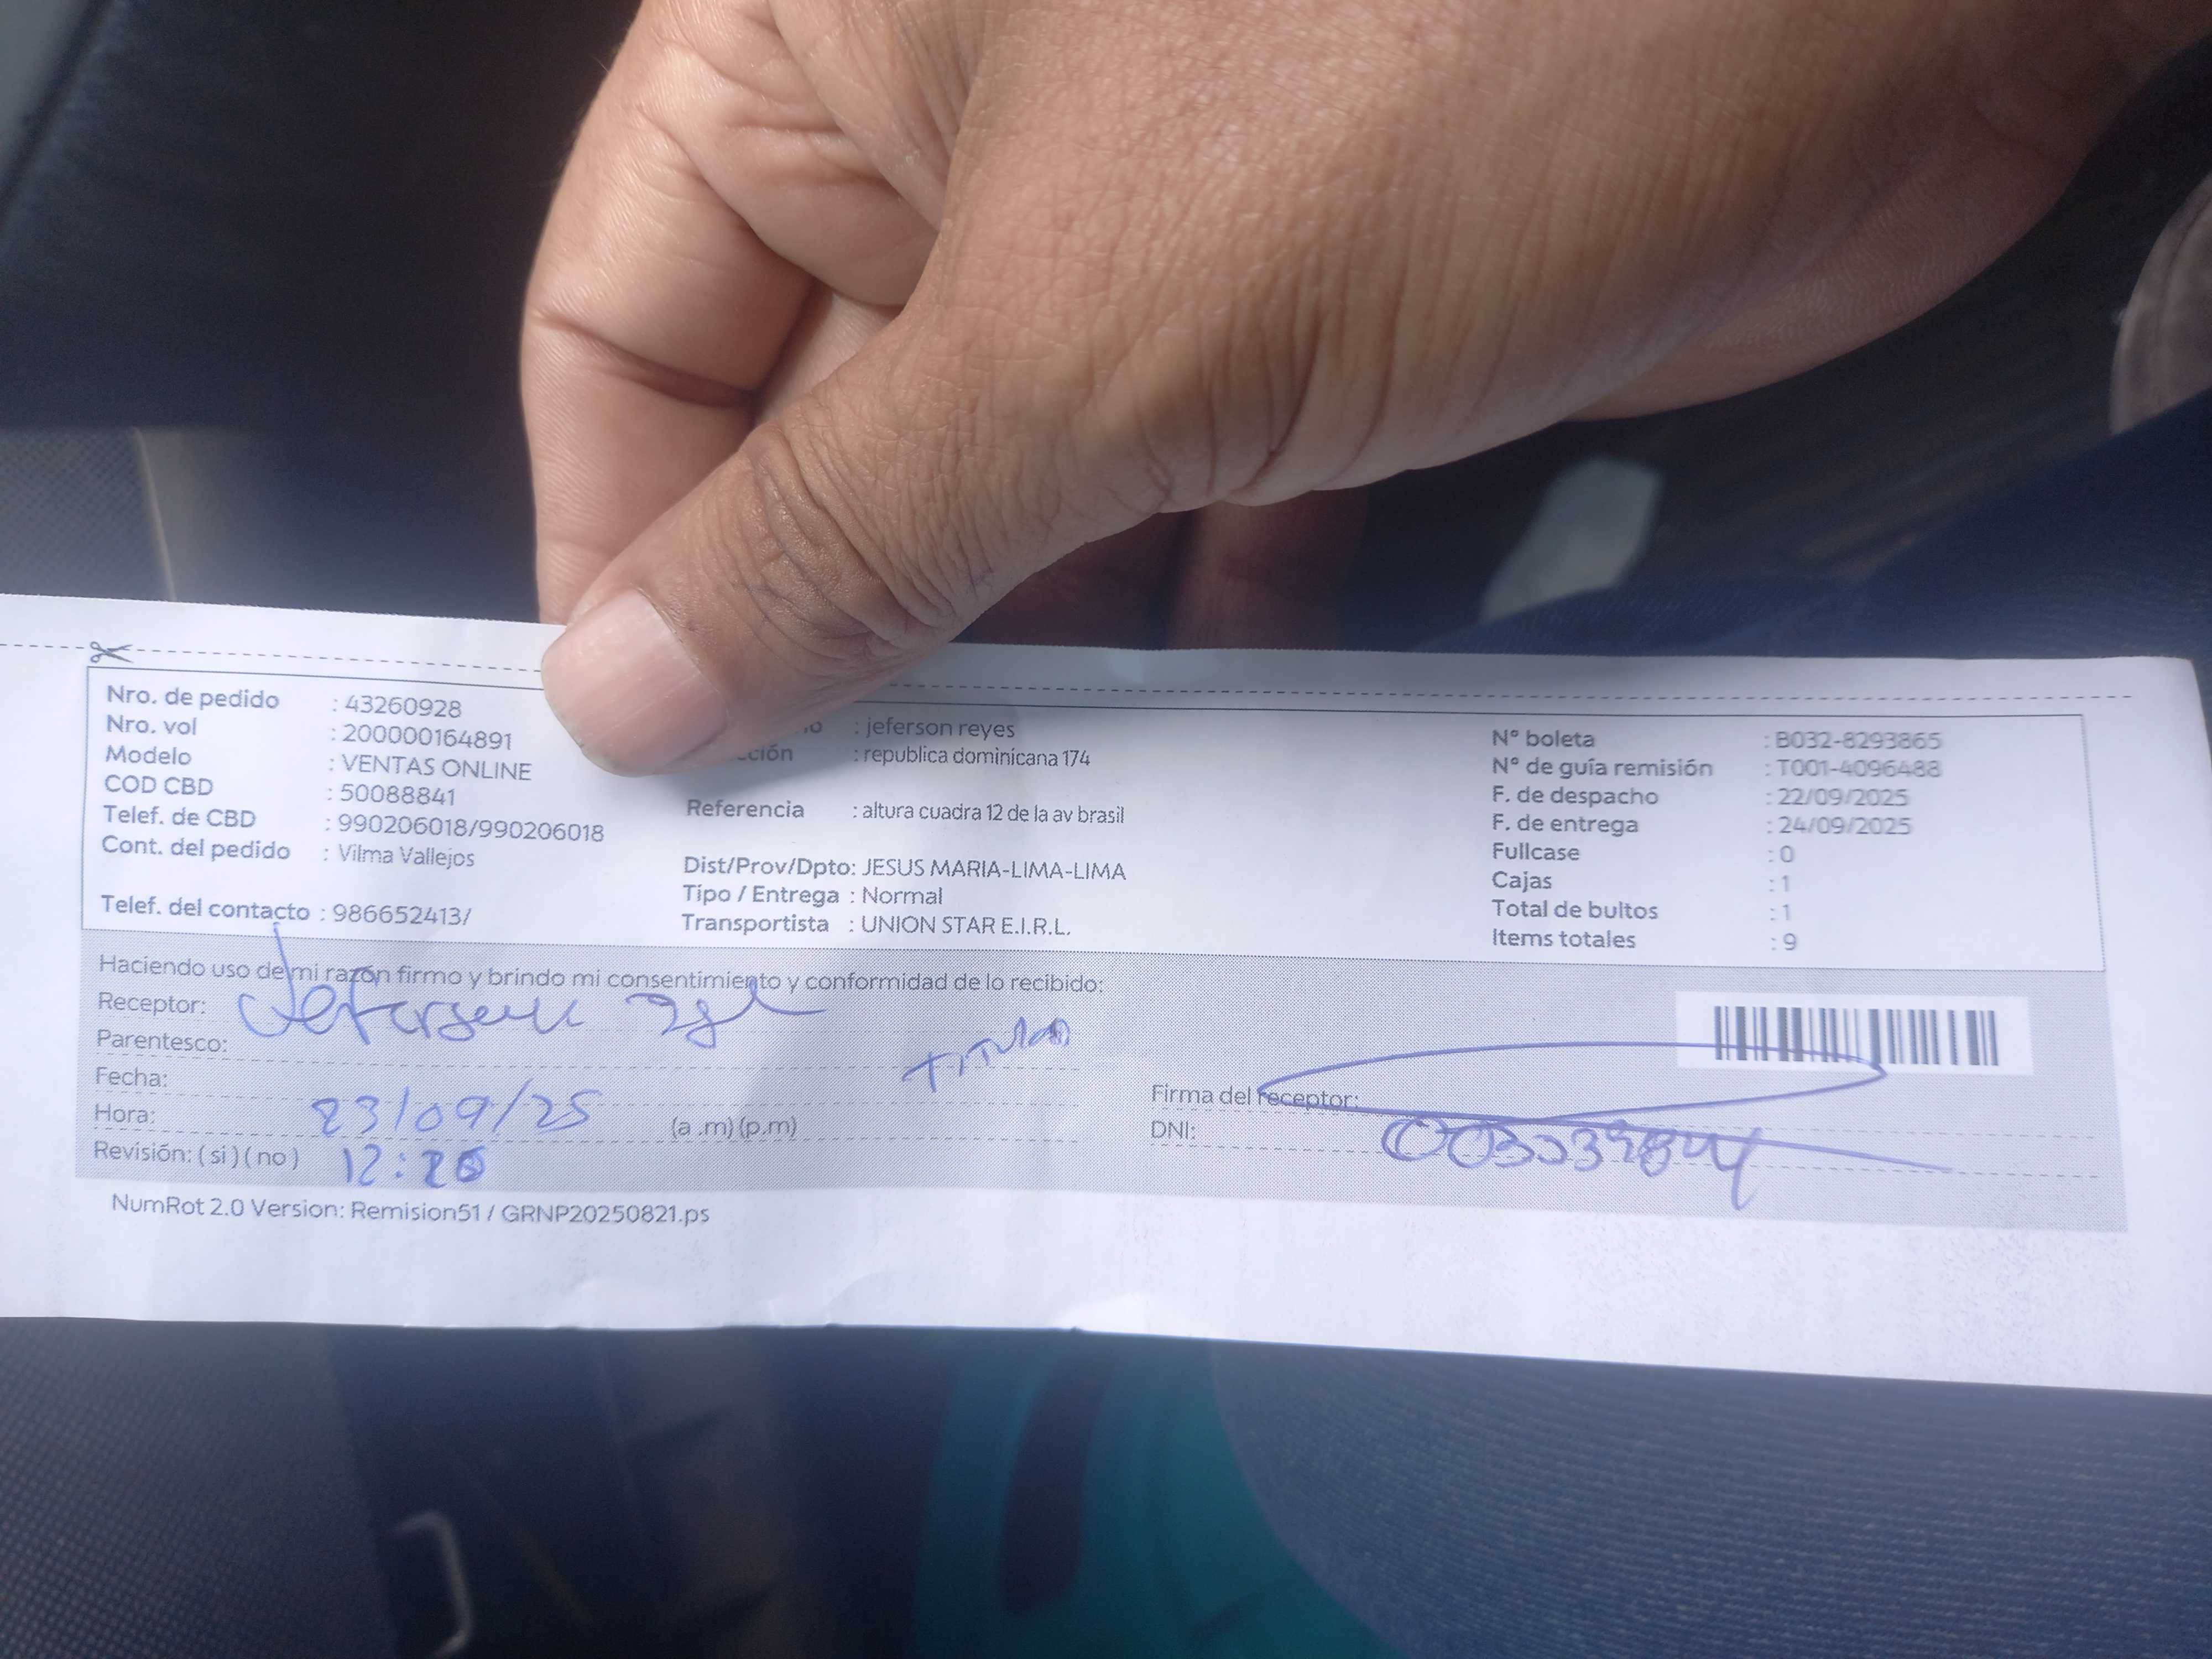 Nro. de pedido : 43260928
Nro. vol : 200000164891
Modelo : VENTAS ONLINE
COD CBD : 50088841
Telef. de CBD : 990206018/990206018
Cont. del pedido : Vilma Vallejos
Telef. del contacto : 986652413/
: jeferson reyes
: republica dominicana 174
Referencia : altura cuadra 12 de la av brasil
Dist/Prov/Dpto: JESUS MARIA-LIMA-LIMA
Tipo / Entrega : Normal
Transportista : UNION STAR E.I.R.L.
N° boleta : B032-8293865
N° de guía remisión : T001-4096488
F. de despacho : 22/09/2025
F. de entrega : 24/09/2025
Fullcase : 0
Cajas : 1
Total de bultos : 1
Items totales : 9
Haciendo uso de mi razón firmo y brindo mi consentimiento y conformidad de lo recibido:
Receptor:
Parentesco:
Fecha: 23/09/25
Hora: (a .m) (p.m)
Revisión: ( si ) ( no )
Firma del receptor:
DNI:
NumRot 2.0 Version: Remision51 / GRNP20250821.ps